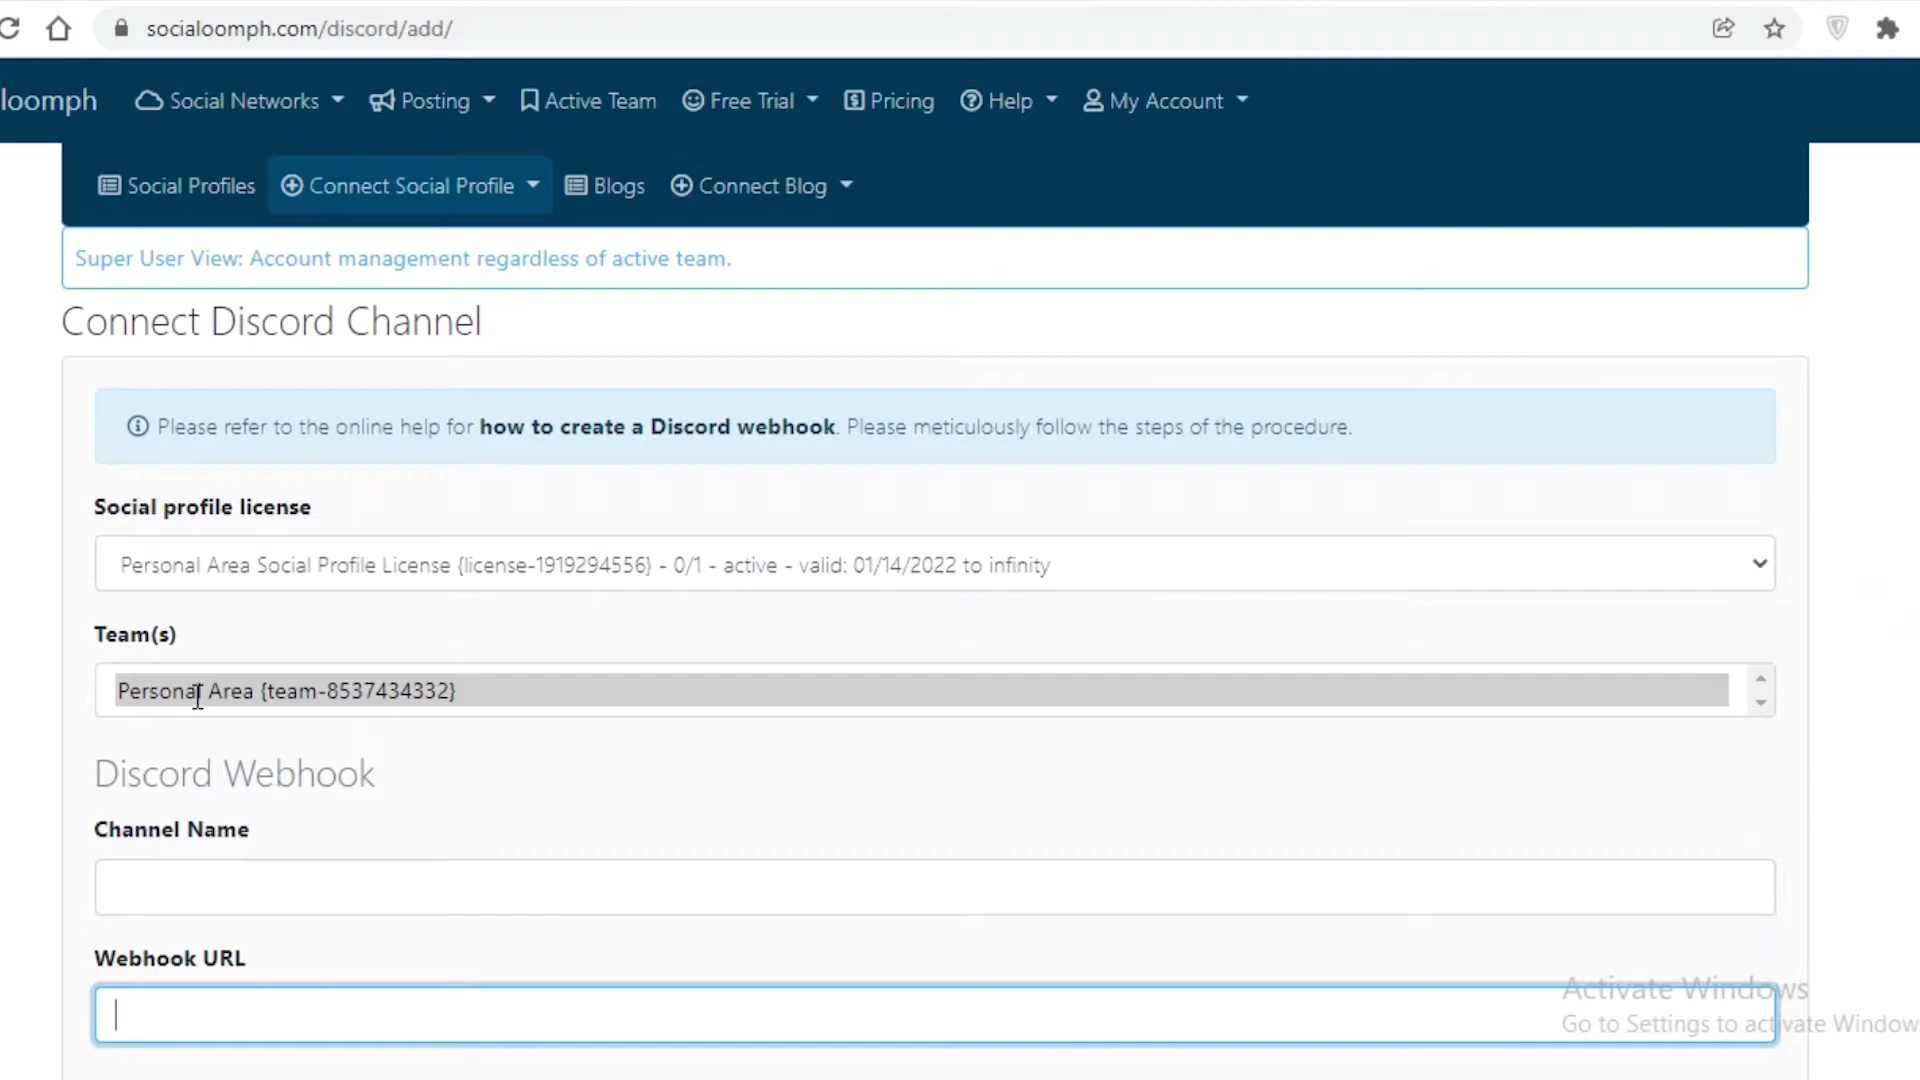 socialoomph.com/discord/add/
loomph Social Networks Posting Active Team Free Trial Pricing Help My Account
Social Profiles Connect Social Profile Blogs Connect Blog
Super User View: Account management regardless of active team.
Connect Discord Channel
Please refer to the online help for how to create a Discord webhook. Please meticulously follow the steps of the procedure.
Social profile license
Personal Area Social Profile License {license-1919294556} - 0/1 - active - valid: 01/14/2022 to infinity
Team(s)
Personal Area {team-8537434332}
Discord Webhook
Channel Name
Webhook URL
Activate Windows
Go to Settings to activate Window